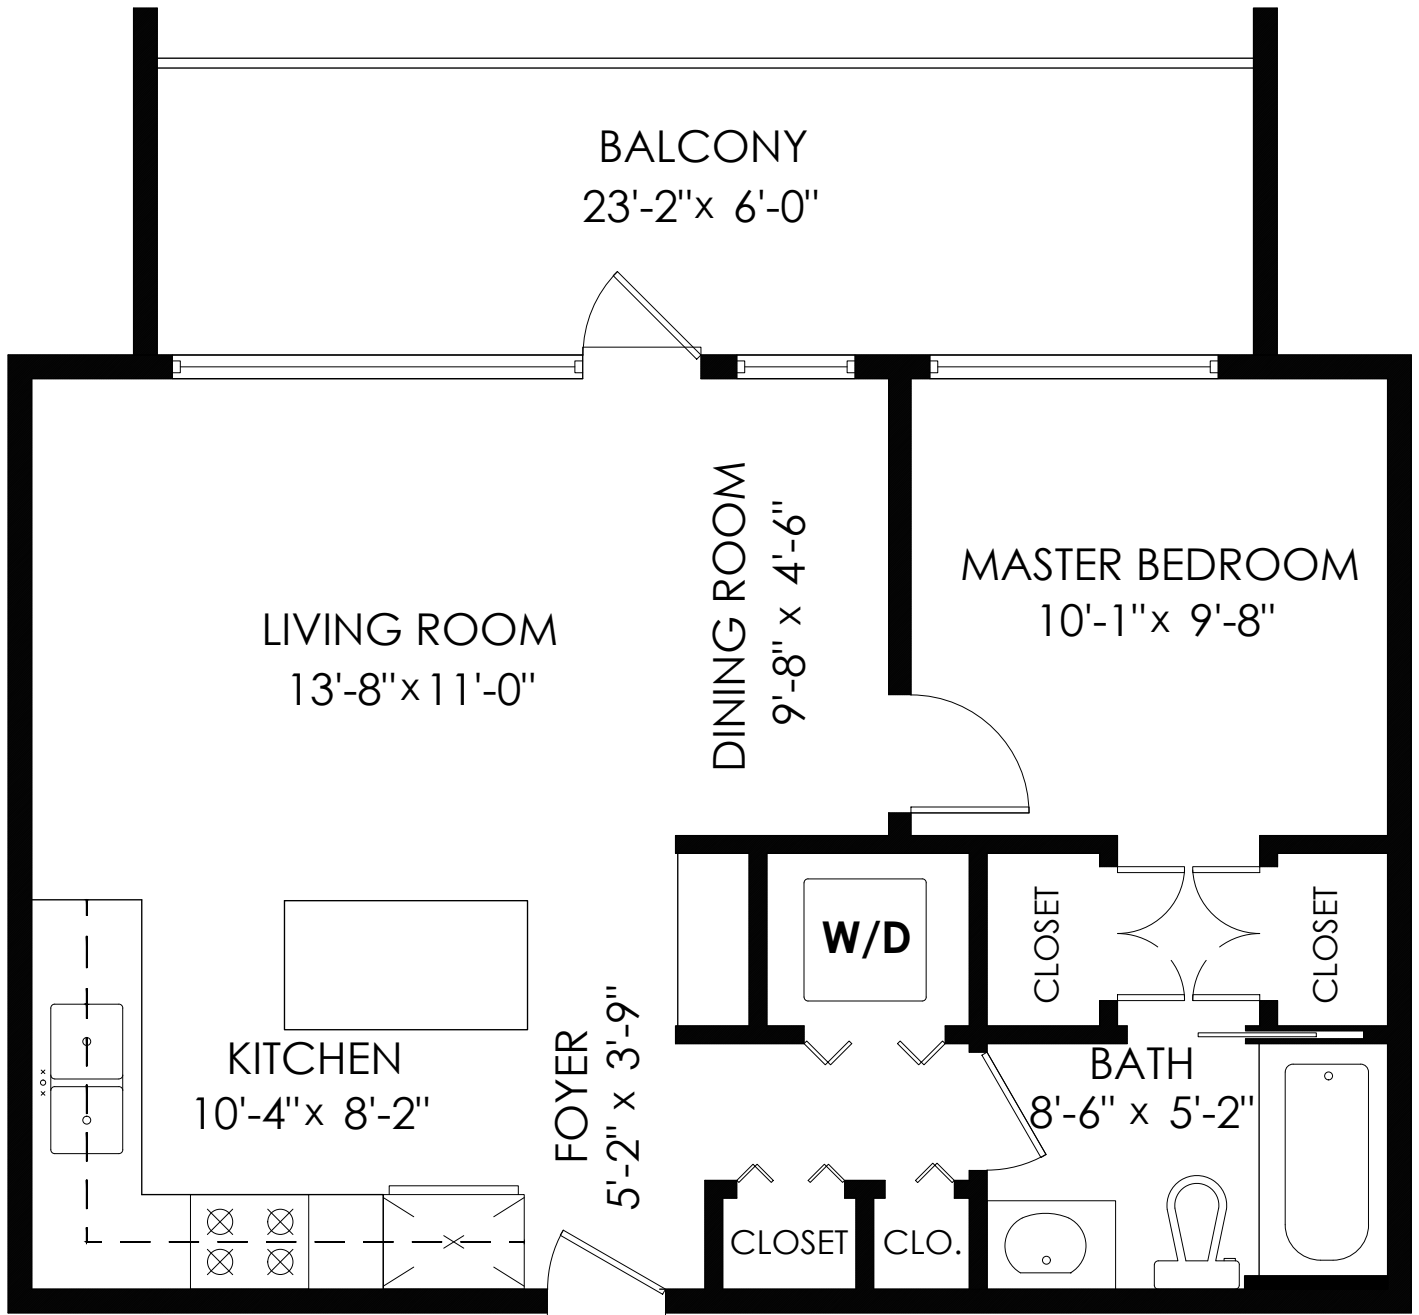 BALCONY
23'-2"x 6'-0"
LIVING ROOM
13'-8"x11'-0"
DINING ROOM
9'-8" x 4'-6"
MASTER BEDROOM
10'-1"x 9'-8"
W/D
CLOSET
CLOSET
KITCHEN
10'-4"x 8'-2"
FOYER
5'-2" x 3'-9"
BATH
8'-6" x 5'-2"
CLOSET
CLO.